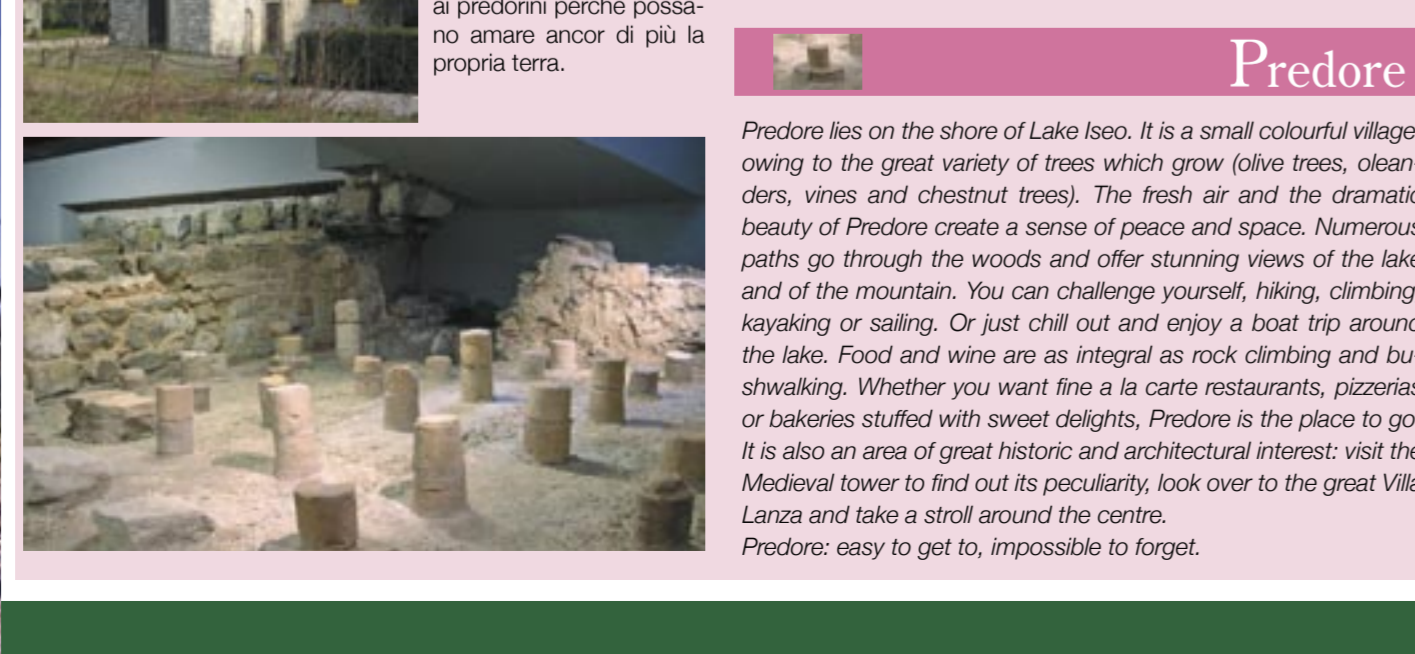 ai predorini perché possa-
no amare ancor di più la
propria terra.
Predore
Predore lies on the shore of Lake Iseo. It is a small colourful village
owing to the great variety of trees which grow (olive trees, olean-
ders, vines and chestnut trees). The fresh air and the dramatic
beauty of Predore create a sense of peace and space. Numerous
paths go through the woods and offer stunning views of the lake
and of the mountain. You can challenge yourself, hiking, climbing,
kayaking or sailing. Or just chill out and enjoy a boat trip around
the lake. Food and wine are as integral as rock climbing and bu-
shwalking. Whether you want fine a la carte restaurants, pizzerias
or bakeries stuffed with sweet delights, Predore is the place to go.
It is also an area of great historic and architectural interest: visit the
Medieval tower to find out its peculiarity, look over to the great Villa
Lanza and take a stroll around the centre.
Predore: easy to get to, impossible to forget.